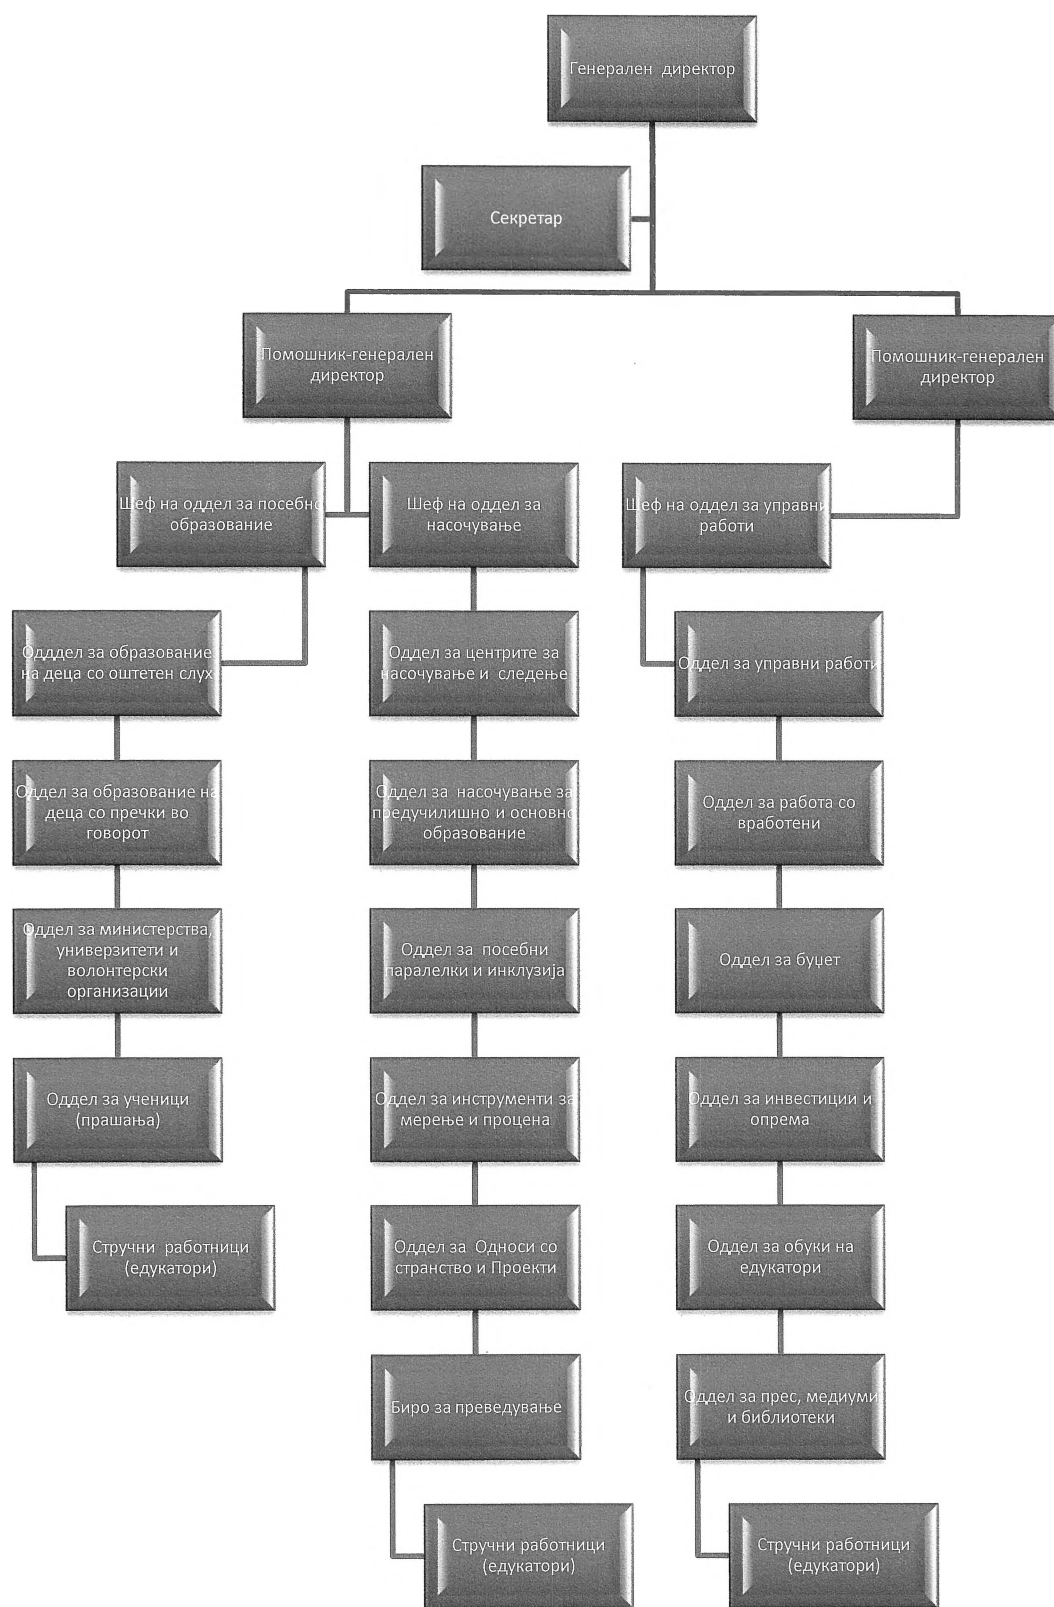 Генерален директор
Секретар
Помошник-генерален
директор
Помошник-генерален
директор
Шеф на оддел за посебно
образование
Шеф на оддел за
насочување
Шеф на оддел за управни
работи
Одддел за образование
на деца со оштетен слух
Оддел за центрите за
насочување и следење
Оддел за управни работи
Оддел за образование на
деца со пречки во
говорот
Оддел за насочување за
предучилишно и основно
образование
Оддел за работа со
вработени
Оддел за министерства,
универзитети и
волонтерски
организации
Оддел за посебни
паралелки и инклузија
Оддел за буџет
Оддел за ученици
(прашања)
Оддел за инструменти за
мерење и процена
Оддел за инвестиции и
опрема
Стручни работници
(едукатори)
Оддел за Односи со
странство и Проекти
Оддел за обуки на
едукатори
Биро за преведување
Оддел за прес, медиуми
и библиотеки
Стручни работници
(едукатори)
Стручни работници
(едукатори)